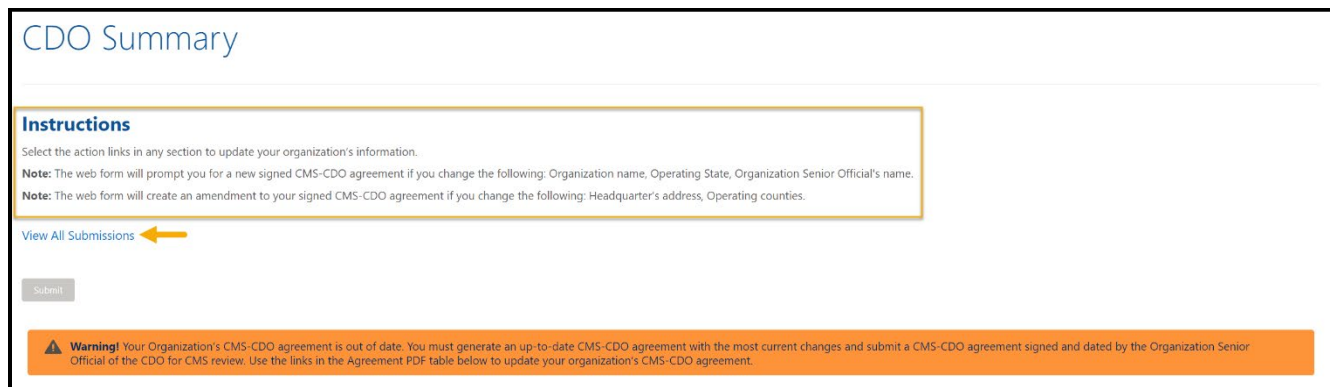 CDO Summary
Instructions
Select the action links in any section to update your organization's information.
Note: The web form will prompt you for a new signed CMS-CDO agreement if you change the following: Organization name, Operating State, Organization Senior Official's name.
Note: The web form will create an amendment to your signed CMS-CDO agreement if you change the following: Headquarter's address, Operating counties.
View All Submissions
Submit
Warning! Your Organization's CMS-CDO agreement is out of date. You must generate an up-to-date CMS-CDO agreement with the most current changes and submit a CMS-CDO agreement signed and dated by the Organization Senior
Official of the CDO for CMS review. Use the links in the Agreement PDF table below to update your organization's CMS-CDO agreement.